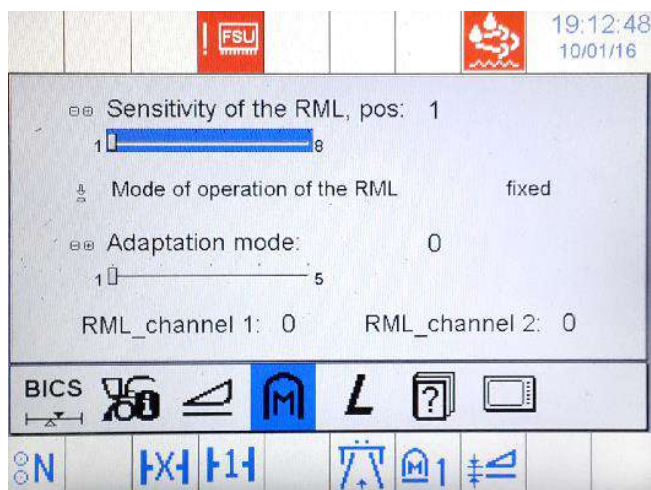 ! FSU
19:12:48
10/01/16
Sensitivity of the RML, pos: 1
1 8
Mode of operation of the RML fixed
Adaptation mode: 0
1 5
RML_channel 1: 0 RML_channel 2: 0
BICS i M L ?
N X 1 M 1